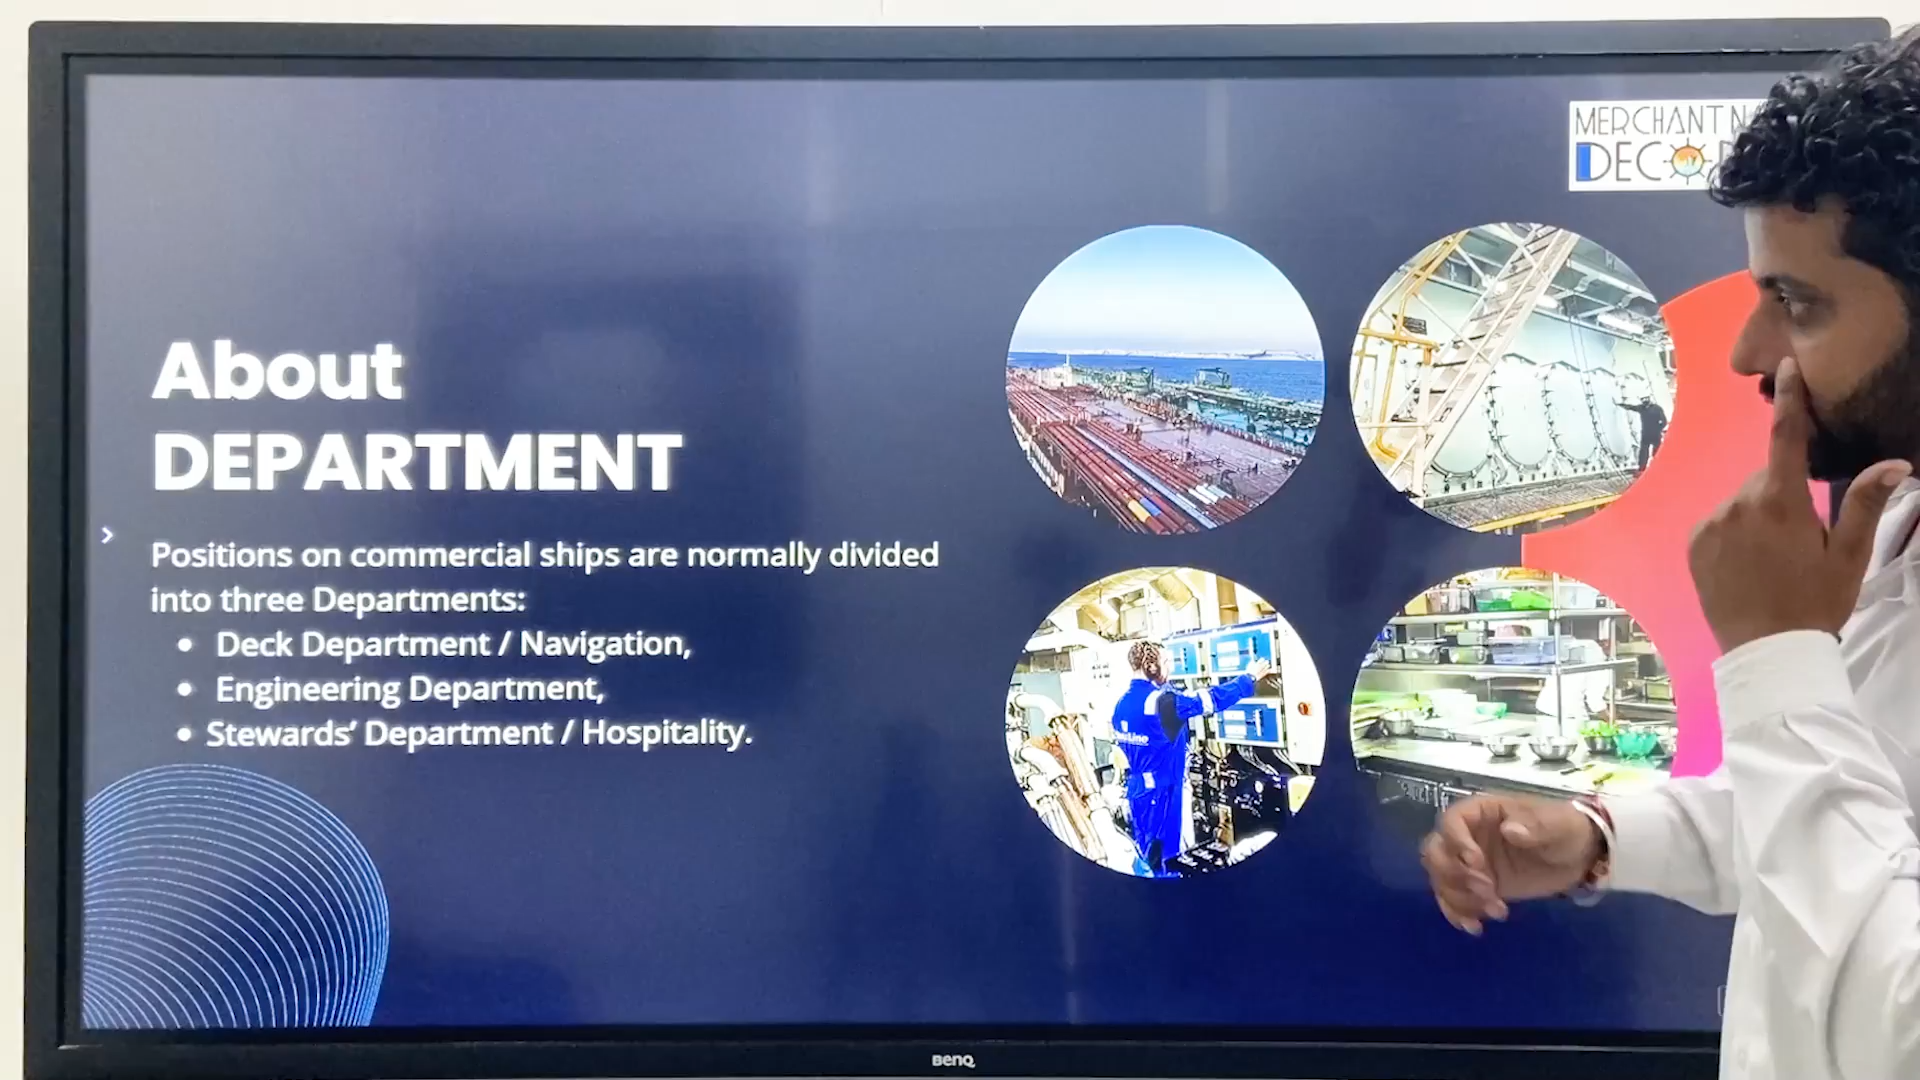 MERCHANT
DECO
About
DEPARTMENT
Positions on commercial ships are normally divided
into three Departments:
• Deck Department / Navigation,
• Engineering Department,
• Stewards’ Department / Hospitality.
BenQ